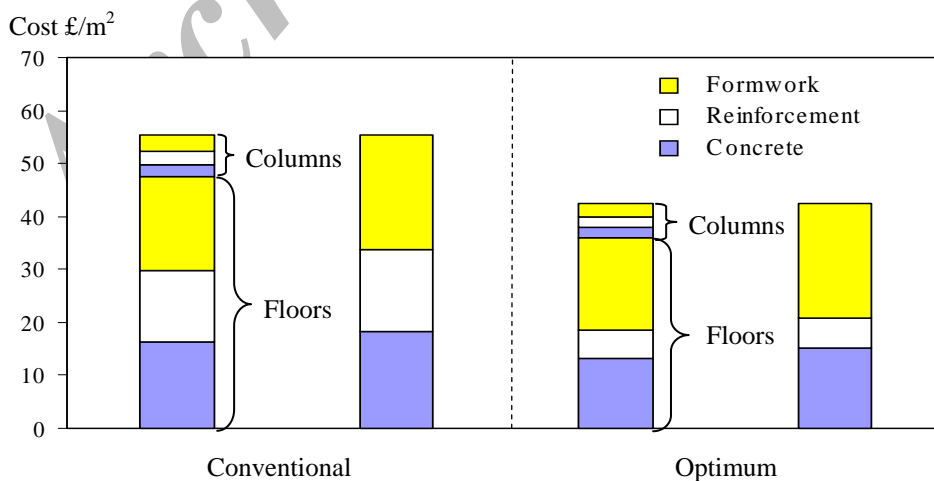 Cost £/m²
70
60
50
40
30
20
10
0
Formwork
Reinforcement
Concrete
Columns
Floors
Columns
Floors
Conventional
Optimum